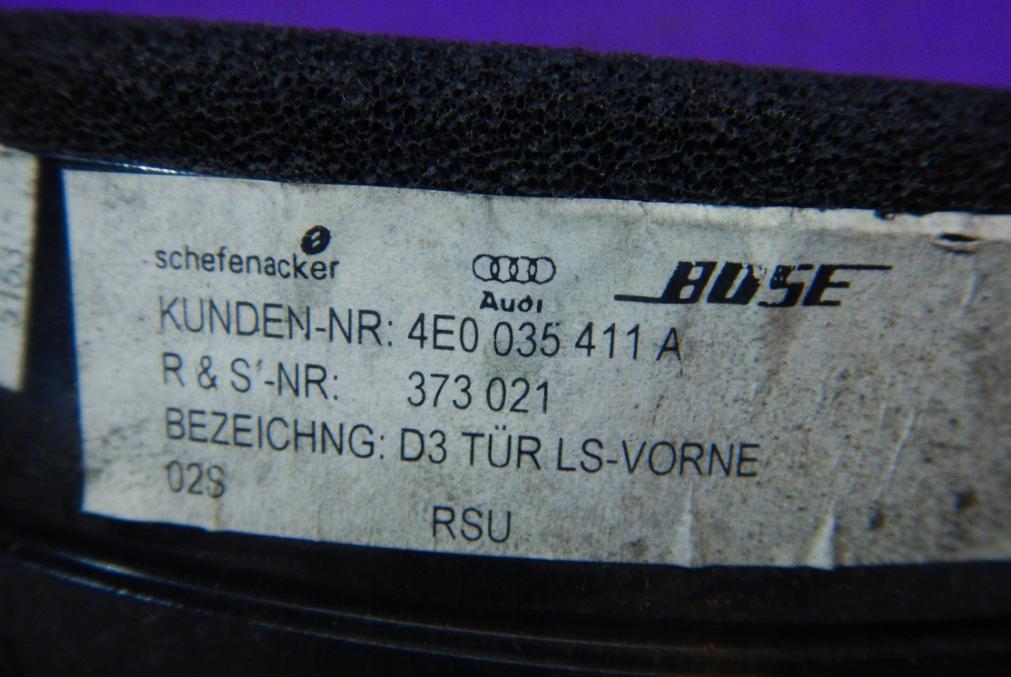 schefenacker
Audi
BOSE
KUNDEN-NR: 4E0 035 411 A
R & S'-NR: 373 021
BEZEICHNG: D3 TÜR LS-VORNE
02S
RSU